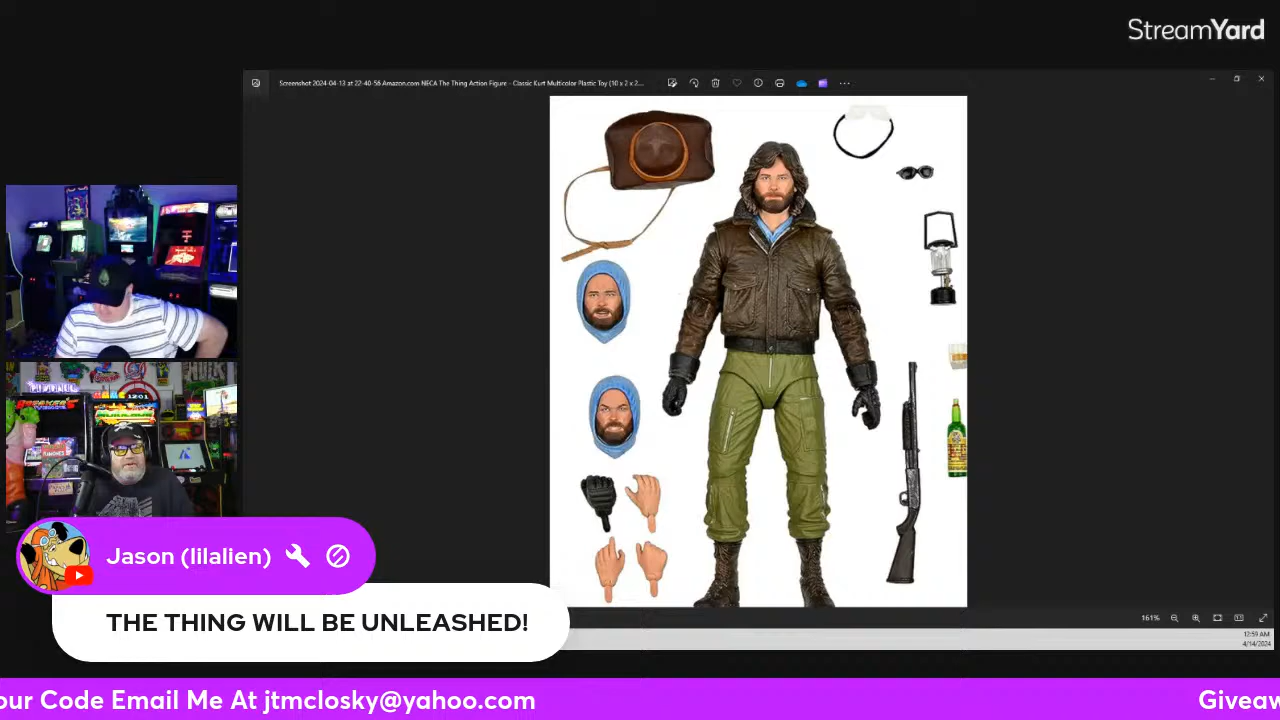 StreamYard
Screenshot 2024-04-13 at 22-40-56 Amazon.com NECA The Thing Action Figure - Classic Kurt Multicolor Plastic Toy (10 x 2 x 2...
1201
Jason (lilalien)
THE THING WILL BE UNLEASHED!
161%
12:59 AM
4/14/2024
our Code Email Me At jtmclosky@yahoo.com
Giveaw